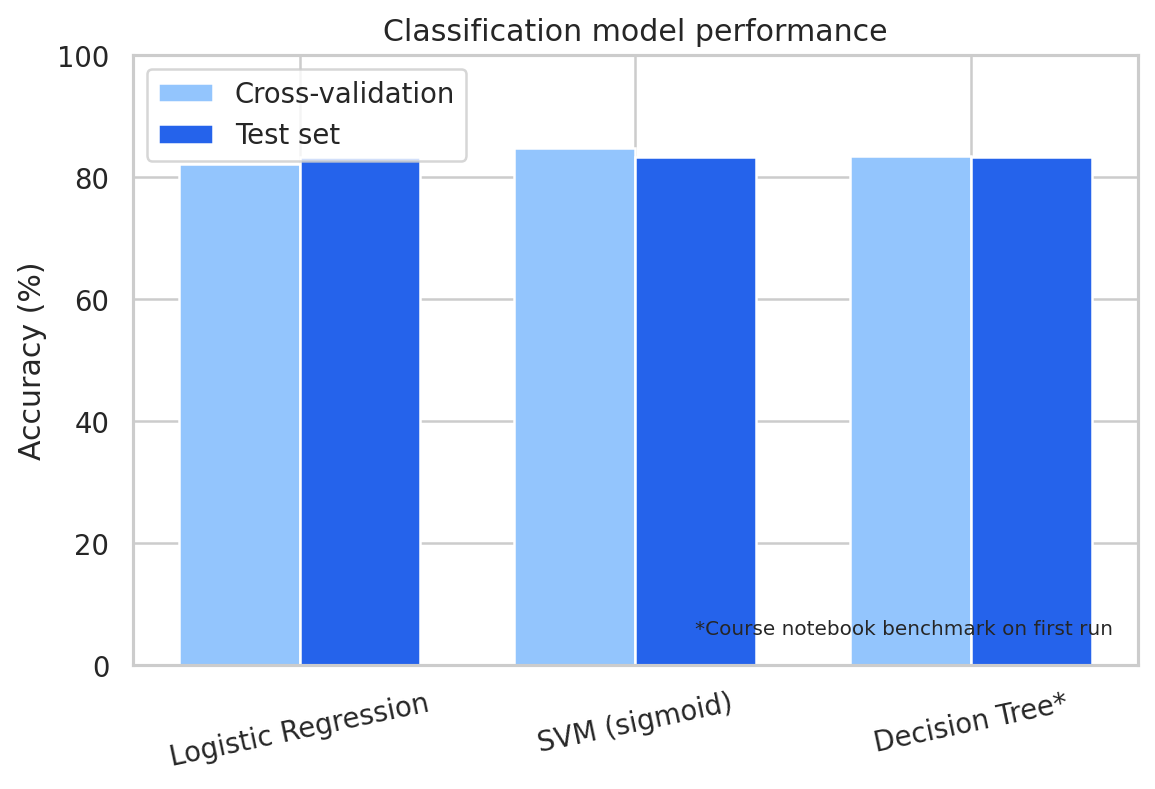 Classification model performance
Cross-validation
Test set
Accuracy (%)
100
80
60
40
20
0
*Course notebook benchmark on first run
Logistic Regression
SVM (sigmoid)
Decision Tree*